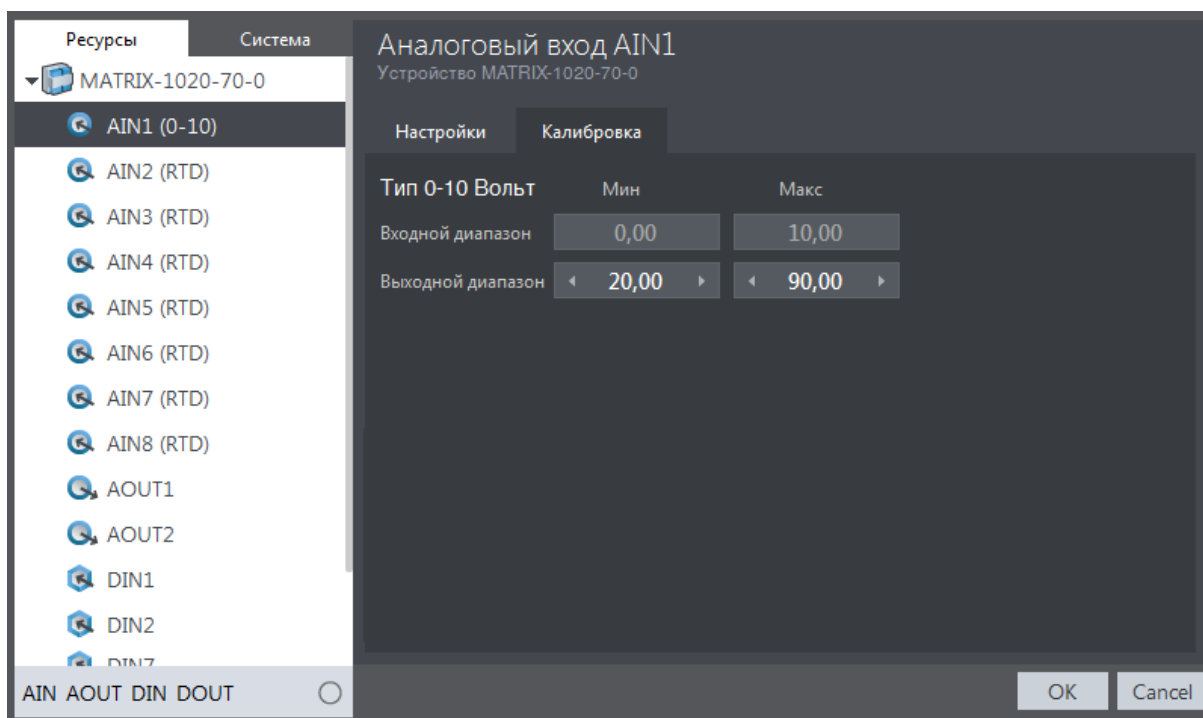 Ресурсы Система
MATRIX-1020-70-0
AIN1 (0-10)
AIN2 (RTD)
AIN3 (RTD)
AIN4 (RTD)
AIN5 (RTD)
AIN6 (RTD)
AIN7 (RTD)
AIN8 (RTD)
AOUT1
AOUT2
DIN1
DIN2
DIN7
AIN AOUT DIN DOUT
Аналоговый вход AIN1
Устройство MATRIX-1020-70-0
Настройки Калибровка
Тип 0-10 Вольт Мин Макс
Входной диапазон 0,00 10,00
Выходной диапазон 20,00 90,00
OK Cancel